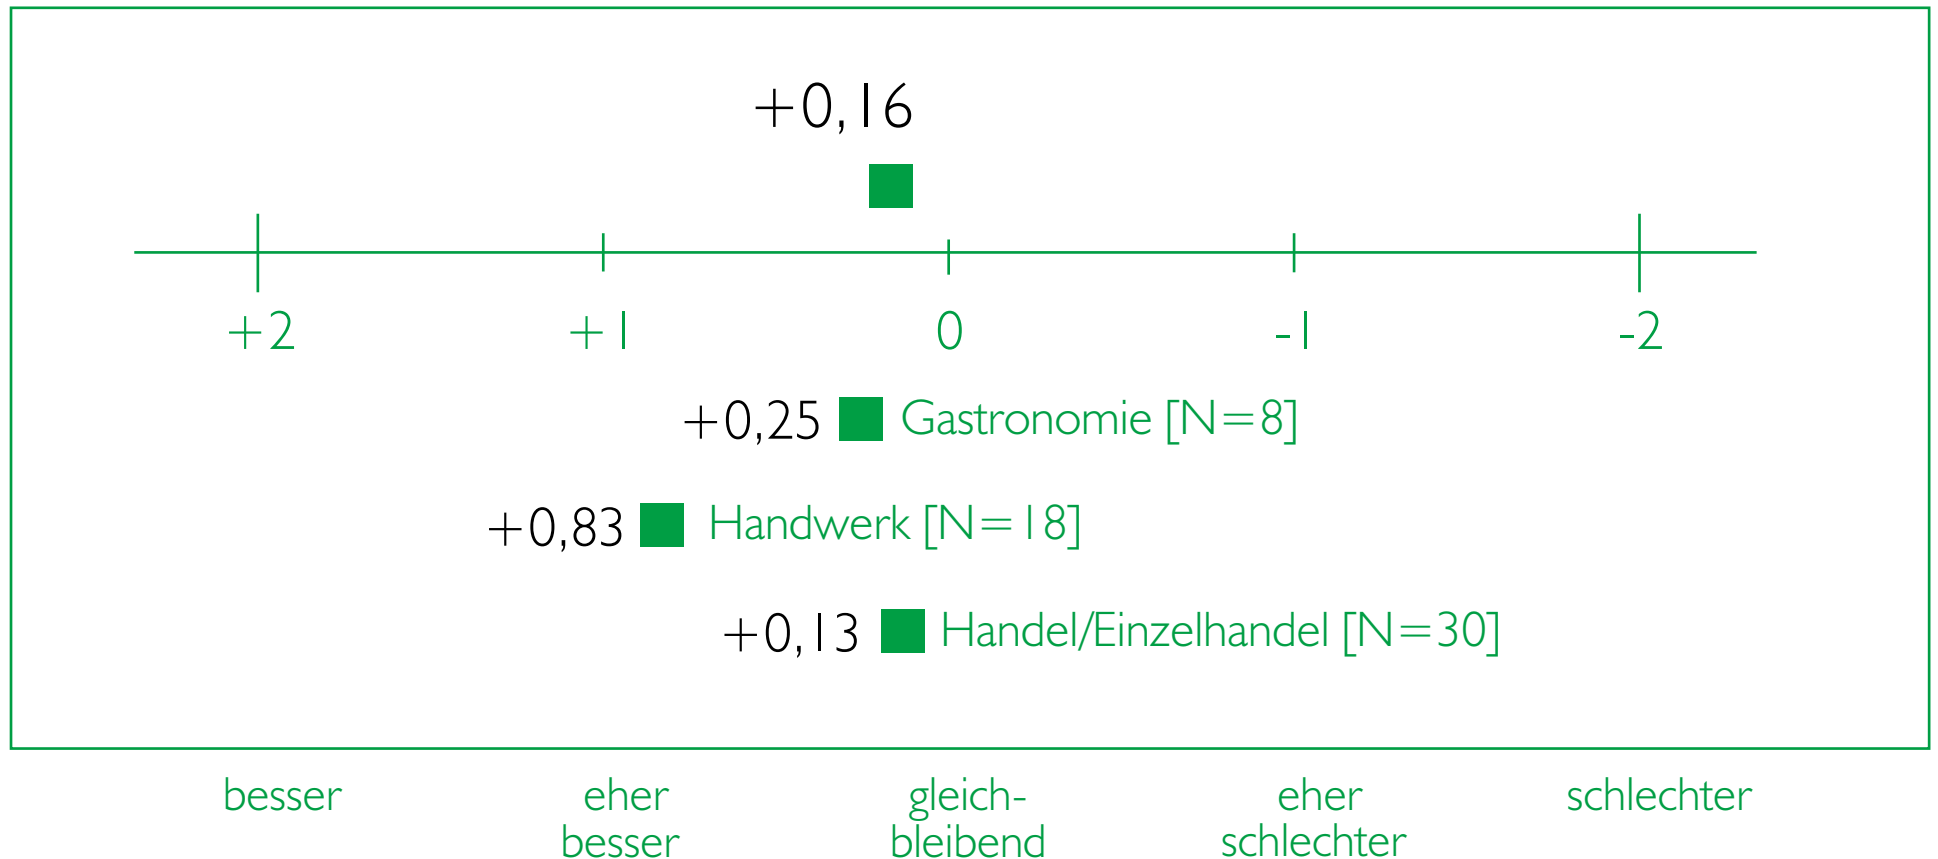 +0,16
+2 +1 0 -1 -2
+0,25 Gastronomie [N=8]
+0,83 Handwerk [N=18]
+0,13 Handel/Einzelhandel [N=30]
besser eher gleich- eher schlechter
besser bleibend schlechter